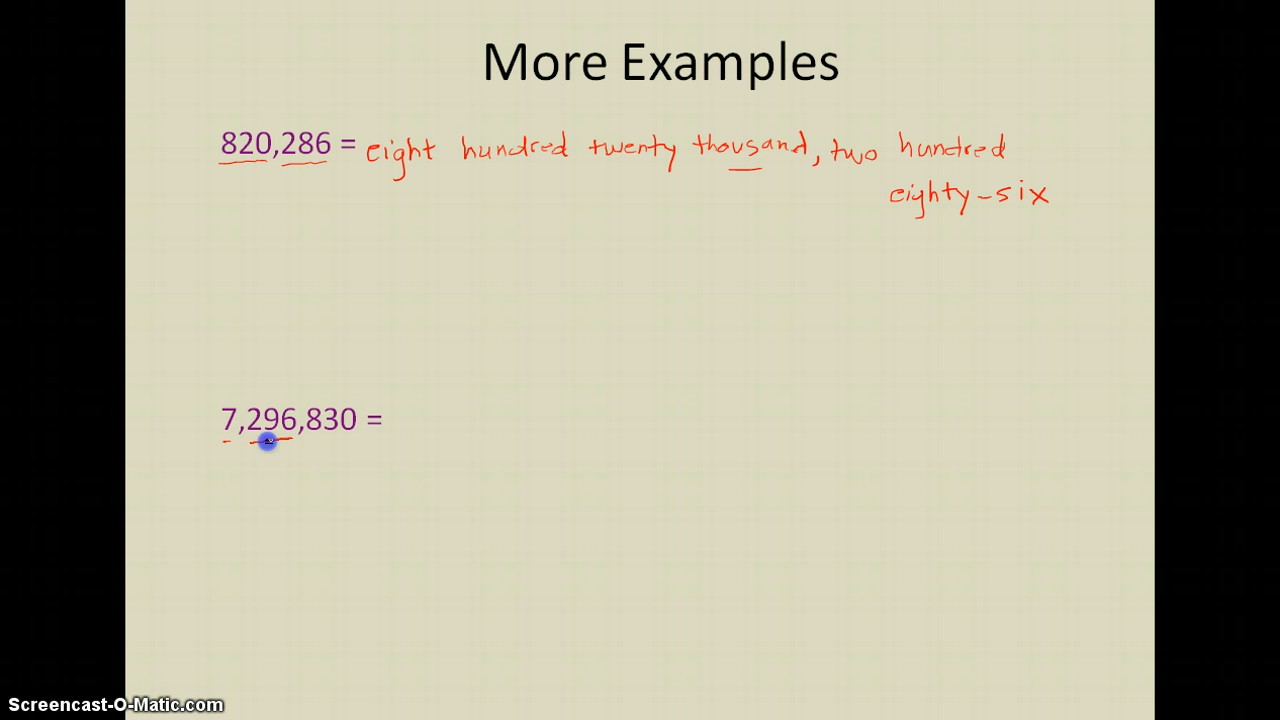 More Examples
820,286 = eight hundred twenty thousand, two hundred
eighty-six
7,296,830 =
Screencast-O-Matic.com